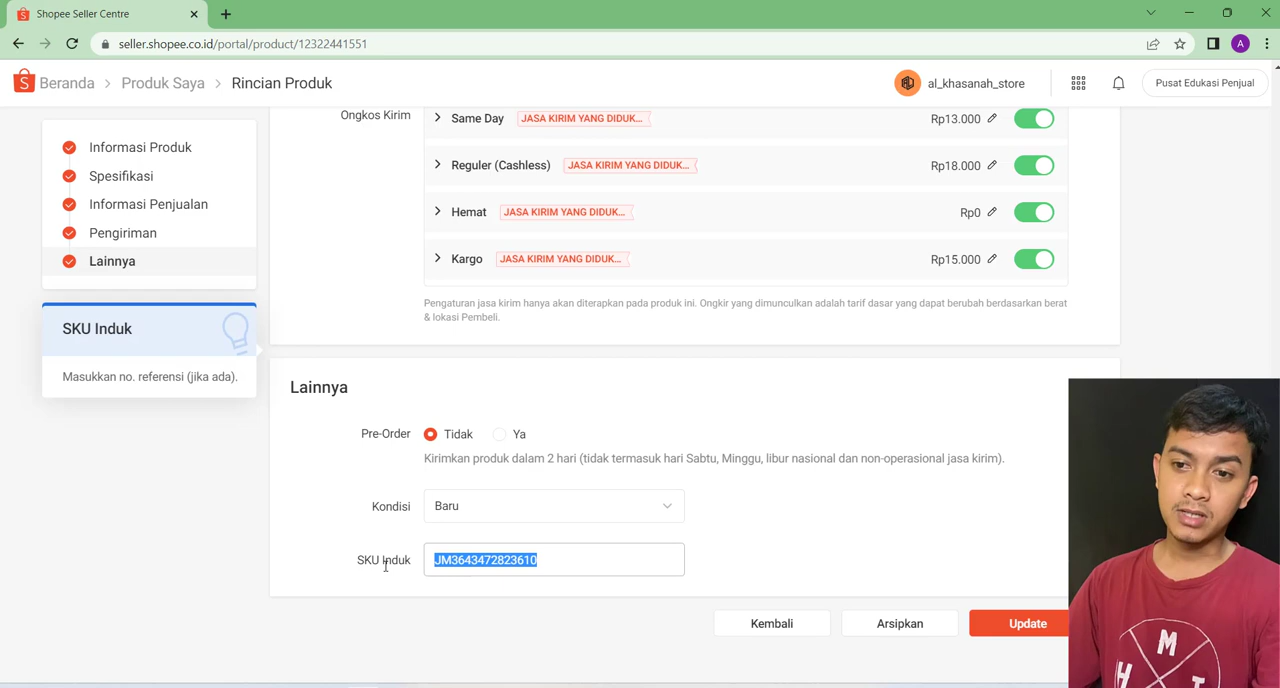 Shopee Seller Centre
seller.shopee.co.id/portal/product/12322441551
A
Beranda > Produk Saya > Rincian Produk
al_khasanah_store
Pusat Edukasi Penjual
Informasi Produk
Spesifikasi
Informasi Penjualan
Pengiriman
Lainnya
SKU Induk
Masukkan no. referensi (jika ada).
Ongkos Kirim
Same Day JASA KIRIM YANG DIDUK... Rp13.000
Reguler (Cashless) JASA KIRIM YANG DIDUK... Rp18.000
Hemat JASA KIRIM YANG DIDUK... Rp0
Kargo JASA KIRIM YANG DIDUK... Rp15.000
Pengaturan jasa kirim hanya akan diterapkan pada produk ini. Ongkir yang dimunculkan adalah tarif dasar yang dapat berubah berdasarkan berat
& lokasi Pembeli.
Lainnya
Pre-Order Tidak Ya
Kirimkan produk dalam 2 hari (tidak termasuk hari Sabtu, Minggu, libur nasional dan non-operasional jasa kirim).
Kondisi Baru
SKU Induk JM3643472823610
Kembali Arsipkan Update
M
H T